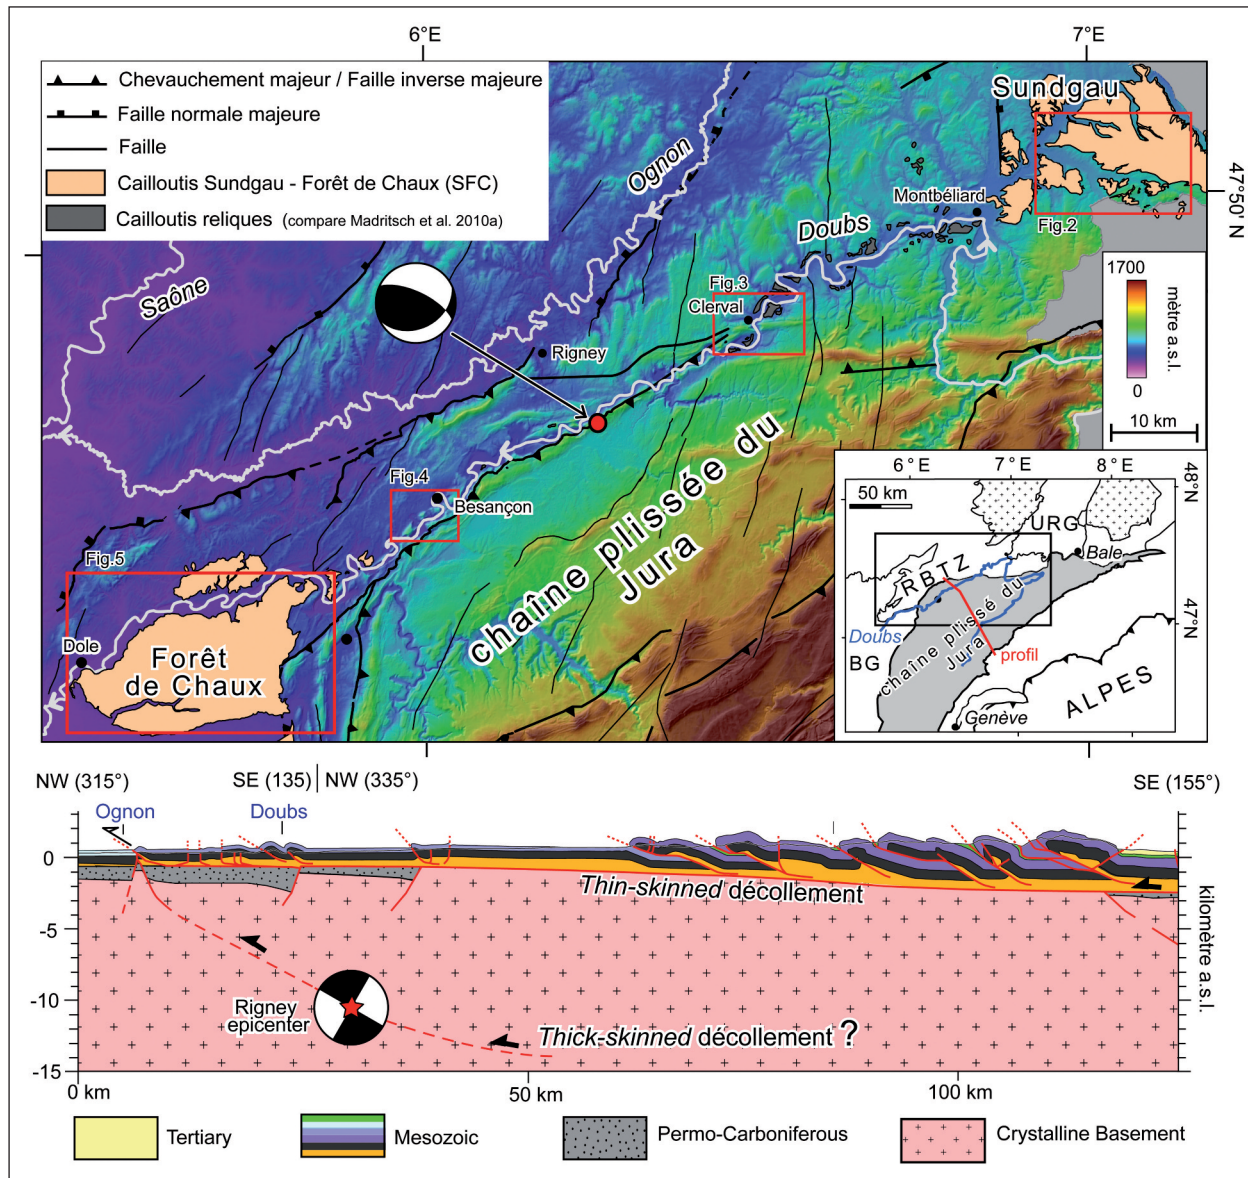 6°E
7°E
Chevauchement majeur / Faille inverse majeure
Faille normale majeure
Faille
Cailloutis Sundgau - Forêt de Chaux (SFC)
Cailloutis reliques (compare Madritsch et al. 2010a)
Sundgau
Ognon
47°50' N
Montbéliard
Doubs
Fig.2
Saône
Fig.3
Clerval
1700
mètre a.s.l.
0
10 km
Rigney
chaîne plissée du
Jura
Fig.4
Besançon
6° E
7° E
8° E
48°N
50 km
URG
Bale
RBTZ
47°N
Doubs
BG
chaîne plissé du
Jura
profil
ALPES
Genève
Fig.5
Dole
Forêt
de Chaux
NW (315°)
SE (135)
NW (335°)
SE (155°)
Ognon
Doubs
0
Thin-skinned décollement
-5
kilomètre a.s.l.
-10
Rigney
epicenter
Thick-skinned décollement ?
-15
0 km
50 km
100 km
Tertiary
Mesozoic
Permo-Carboniferous
Crystalline Basement